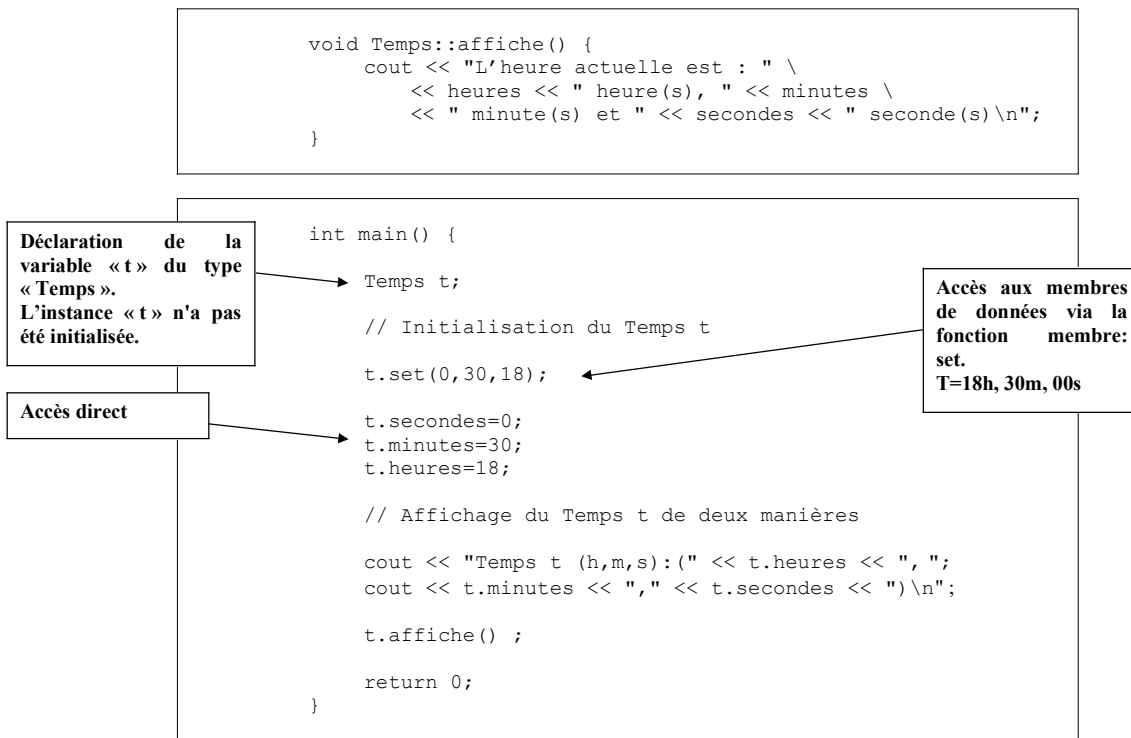 void Temps::affiche() {
cout << "L’heure actuelle est : " \
<< heures << " heure(s), " << minutes \
<< " minute(s) et " << secondes << " seconde(s)\n";
}
Déclaration de la
variable « t » du type
« Temps ».
L’instance « t » n'a pas
été initialisée.
int main() {
Temps t;
// Initialisation du Temps t
t.set(0,30,18);
Accès aux membres
de données via la
fonction membre:
set.
T=18h, 30m, 00s
Accès direct
t.secondes=0;
t.minutes=30;
t.heures=18;
// Affichage du Temps t de deux manières
cout << "Temps t (h,m,s):(" << t.heures << ", ";
cout << t.minutes << "," << t.secondes << ")\n";
t.affiche() ;
return 0;
}